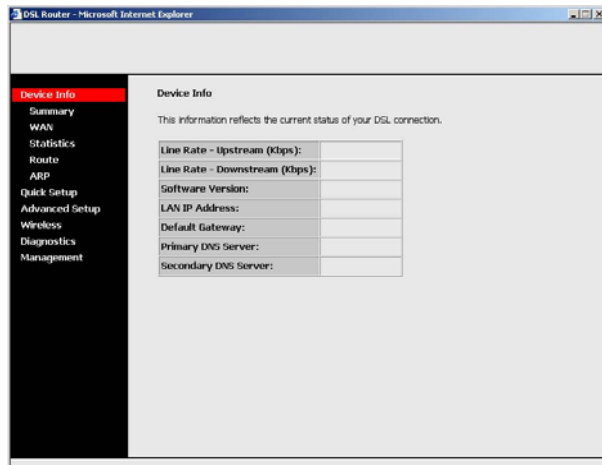 DSL Router - Microsoft Internet Explorer
Device Info
Summary
WAN
Statistics
Route
ARP
Quick Setup
Advanced Setup
Wireless
Diagnostics
Management
Device Info
This information reflects the current status of your DSL connection.
Line Rate - Upstream (Kbps):
Line Rate - Downstream (Kbps):
Software Version:
LAN IP Address:
Default Gateway:
Primary DNS Server:
Secondary DNS Server: